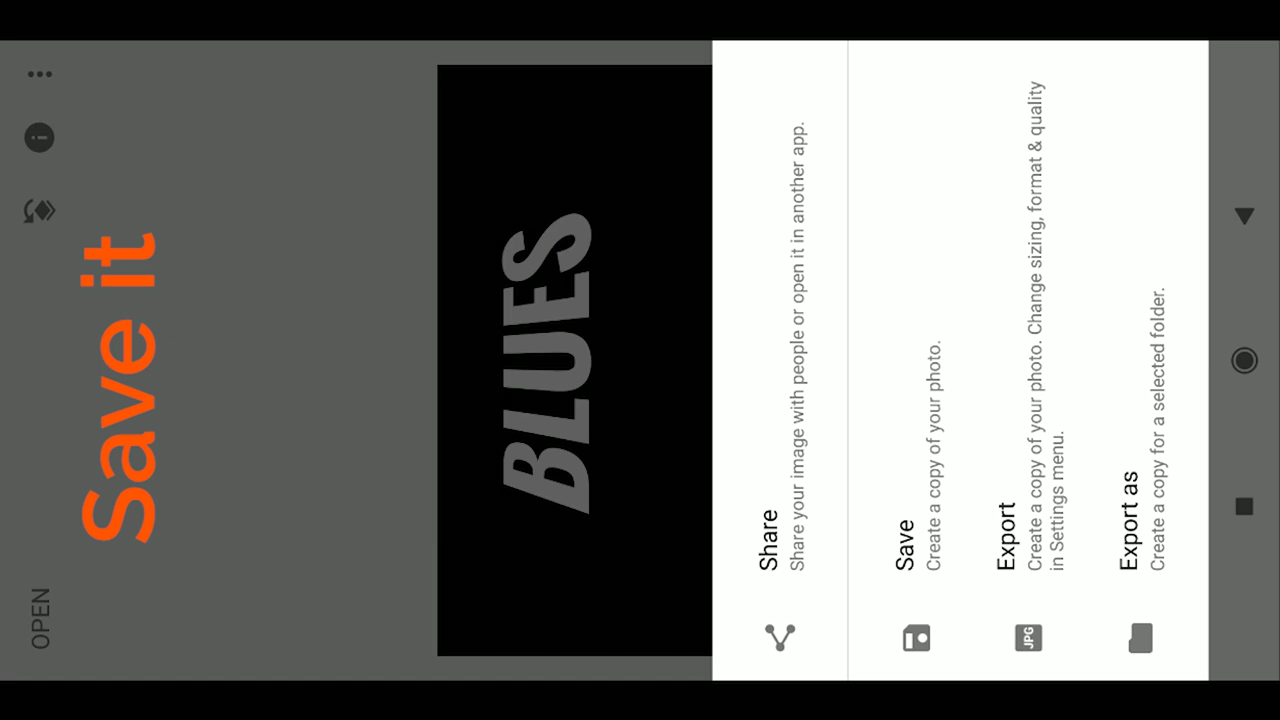 OPEN
Save it
BLUES
Share
Share your image with people or open it in another app.
Save
Create a copy of your photo.
JPG
Export
Create a copy of your photo. Change sizing, format & quality
in Settings menu.
Export as
Create a copy for a selected folder.